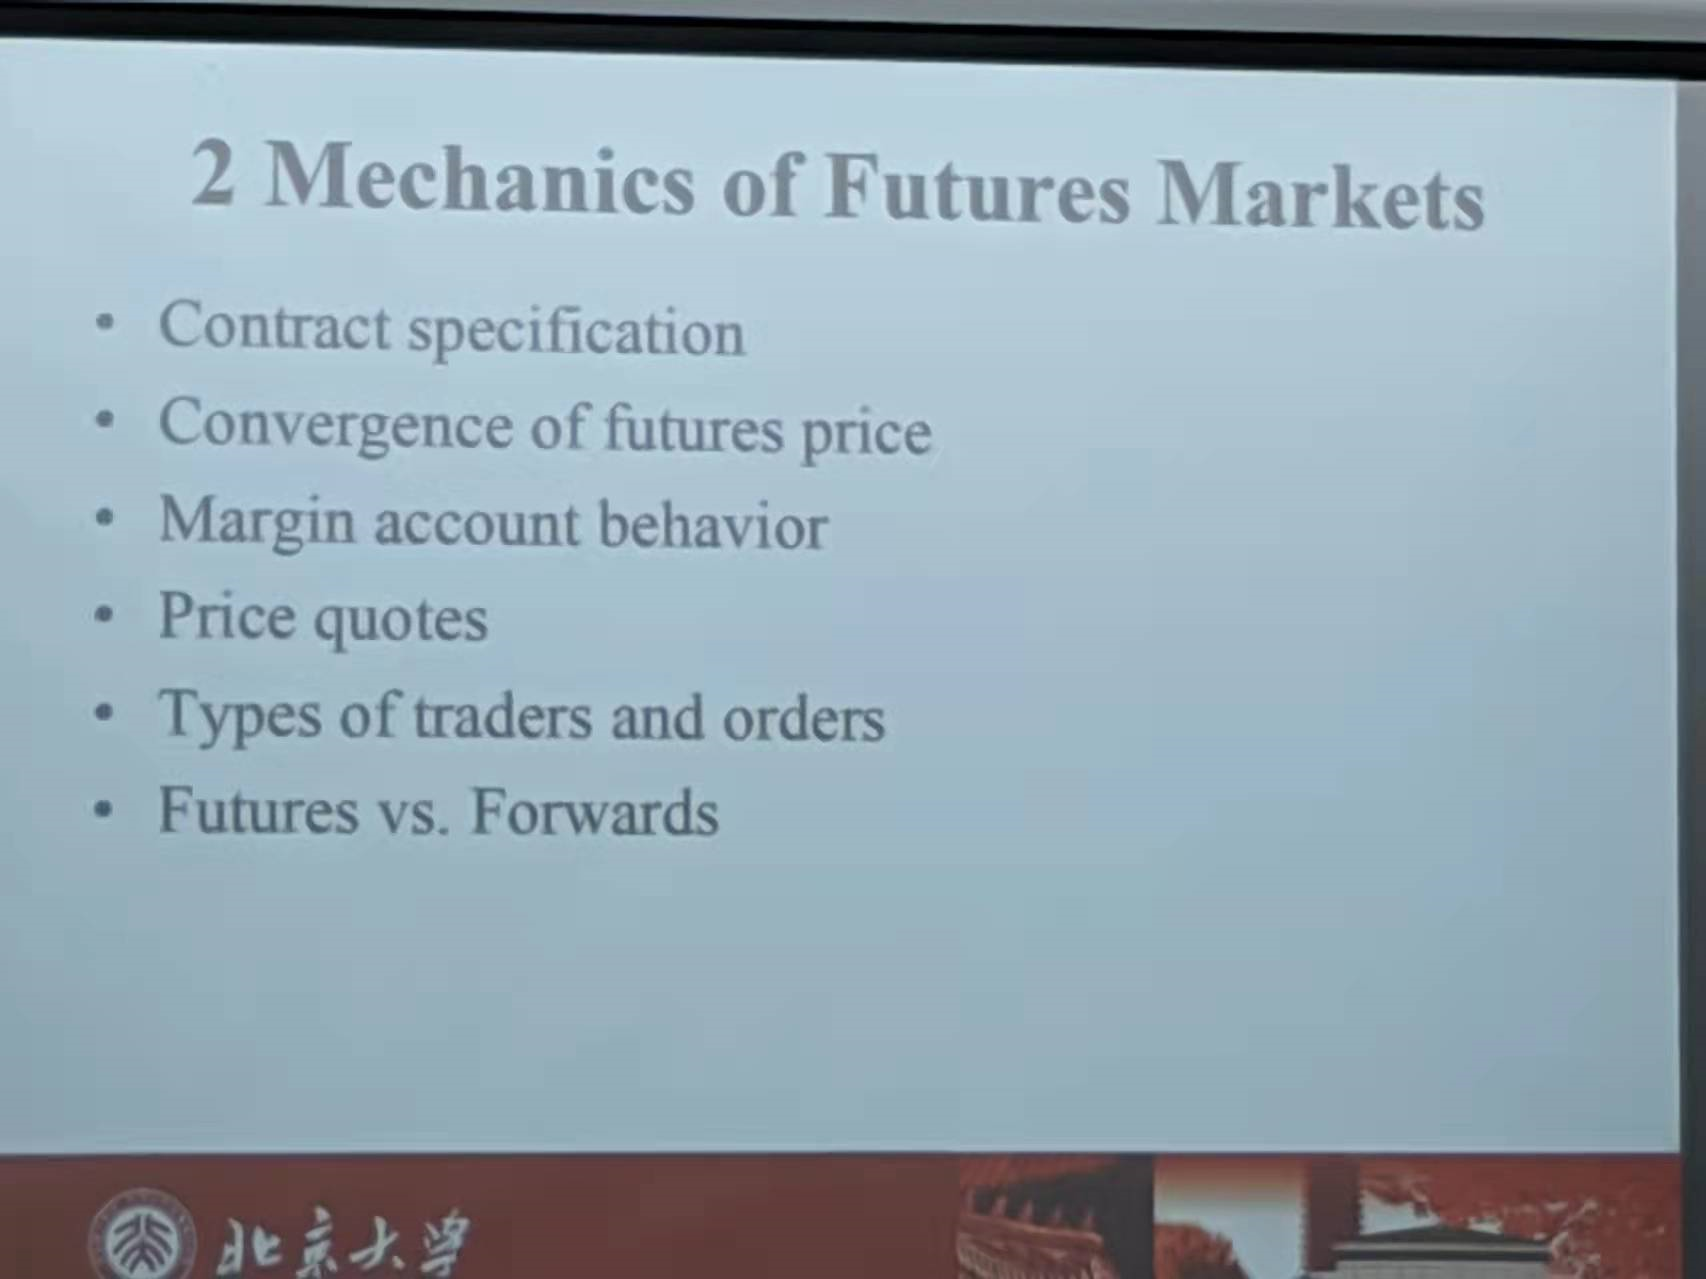 2 Mechanics of Futures Markets
• Contract specification
• Convergence of futures price
• Margin account behavior
• Price quotes
• Types of traders and orders
• Futures vs. Forwards
北京大学